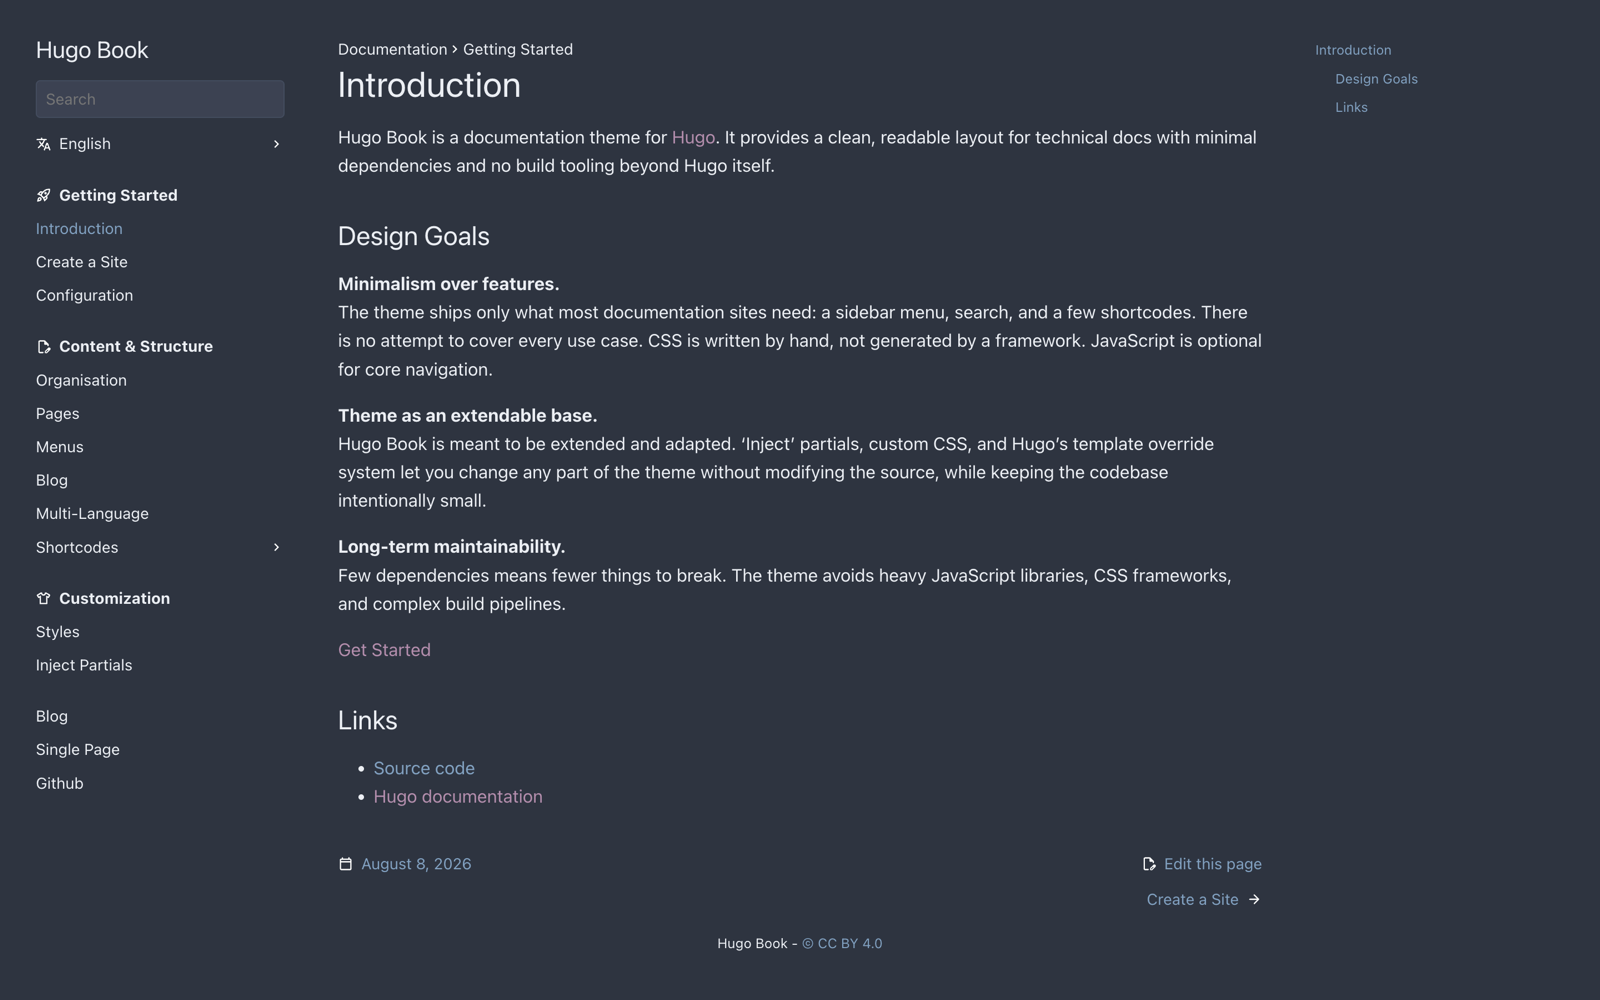 Hugo Book
Search
English
Getting Started
Introduction
Create a Site
Configuration
Content & Structure
Organisation
Pages
Menus
Blog
Multi-Language
Shortcodes
Customization
Styles
Inject Partials
Blog
Single Page
Github
Documentation › Getting Started
Introduction
Hugo Book is a documentation theme for Hugo. It provides a clean, readable layout for technical docs with minimal
dependencies and no build tooling beyond Hugo itself.
Design Goals
Minimalism over features.
The theme ships only what most documentation sites need: a sidebar menu, search, and a few shortcodes. There
is no attempt to cover every use case. CSS is written by hand, not generated by a framework. JavaScript is optional
for core navigation.
Theme as an extendable base.
Hugo Book is meant to be extended and adapted. ‘Inject’ partials, custom CSS, and Hugo’s template override
system let you change any part of the theme without modifying the source, while keeping the codebase
intentionally small.
Long-term maintainability.
Few dependencies means fewer things to break. The theme avoids heavy JavaScript libraries, CSS frameworks,
and complex build pipelines.
Get Started
Links
• Source code
• Hugo documentation
August 8, 2026
Edit this page
Create a Site →
Hugo Book - © CC BY 4.0
Introduction
Design Goals
Links